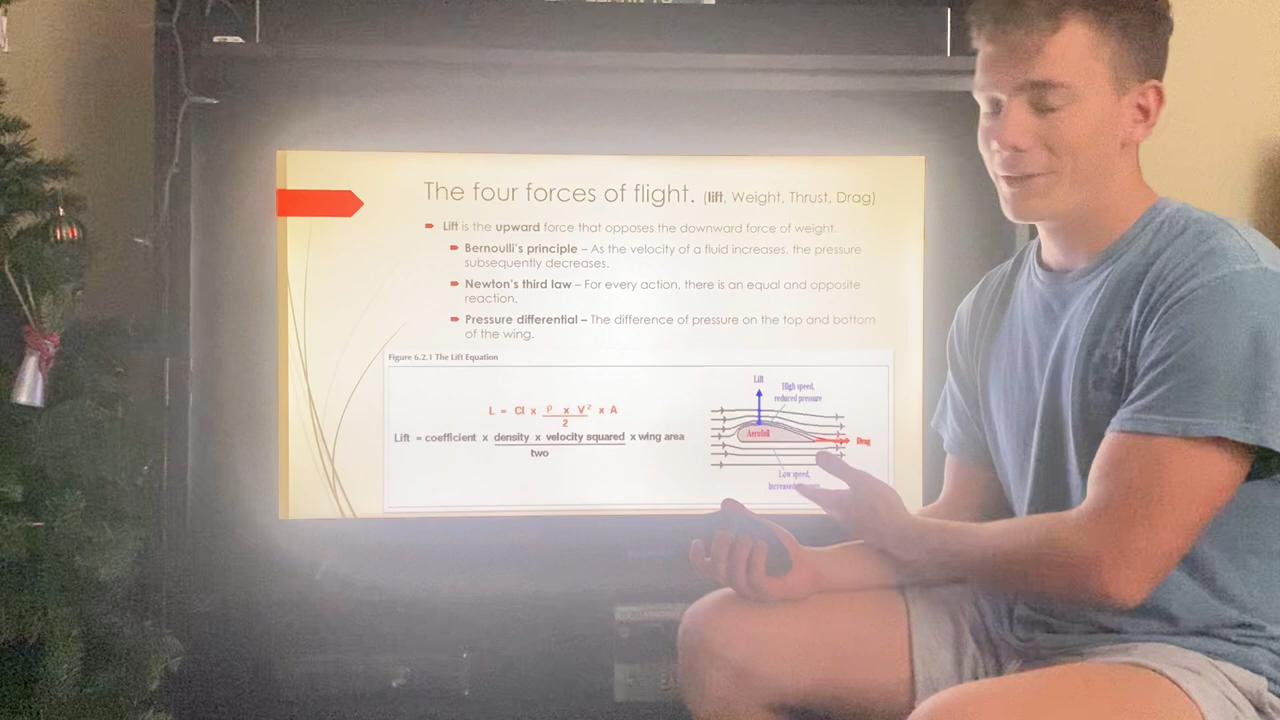 The four forces of flight. (lift, Weight, Thrust, Drag)
Lift is the upward force that opposes the downward force of weight.
Bernoulli's principle – As the velocity of a fluid increases, the pressure
subsequently decreases.
Newton's third law – For every action, there is an equal and opposite
reaction.
Pressure differential – The difference of pressure on the top and bottom
of the wing.
Figure 6.2.1 The Lift Equation
L = Cl x ρ x V² x A
2
Lift = coefficient x density x velocity squared x wing area
two
Lift
High speed,
reduced pressure
Aerofoil
Drag
Low speed,